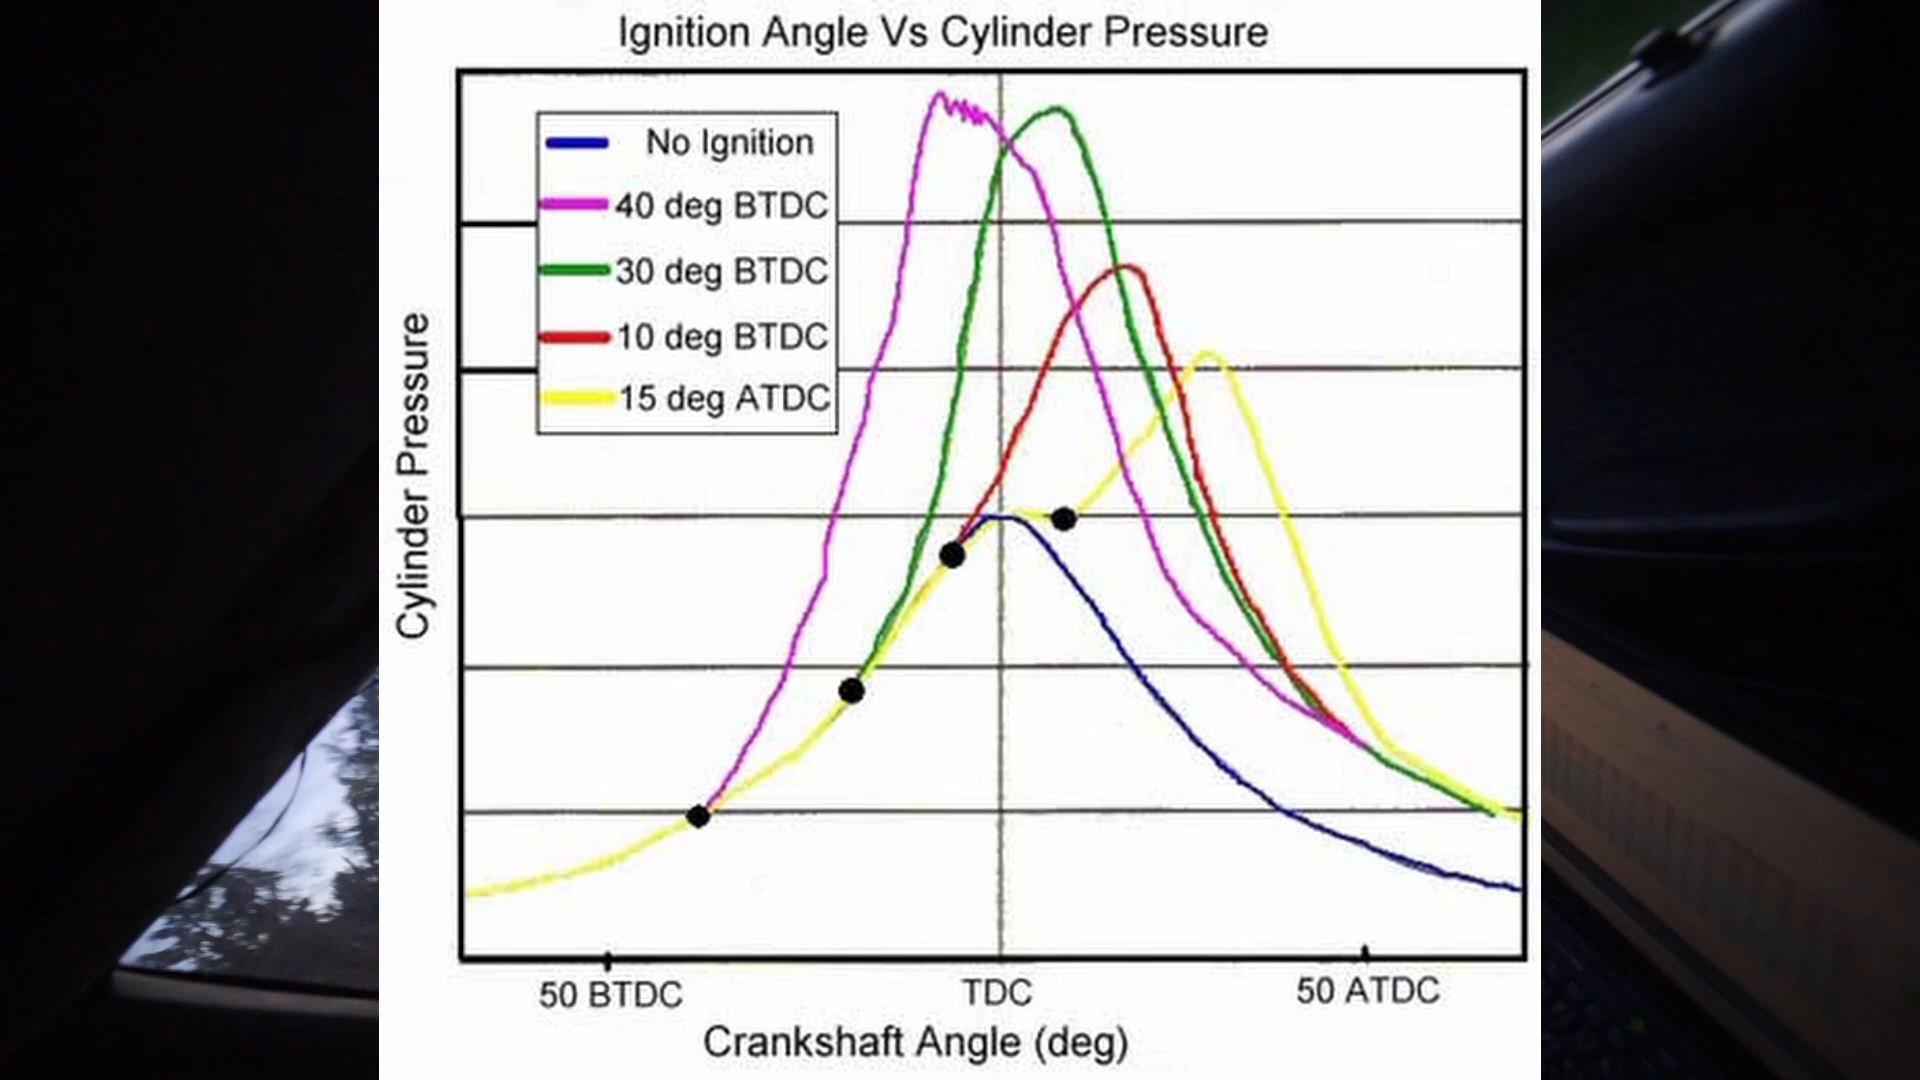 Ignition Angle Vs Cylinder Pressure
No Ignition
40 deg BTDC
30 deg BTDC
10 deg BTDC
15 deg ATDC
Cylinder Pressure
50 BTDC
TDC
50 ATDC
Crankshaft Angle (deg)